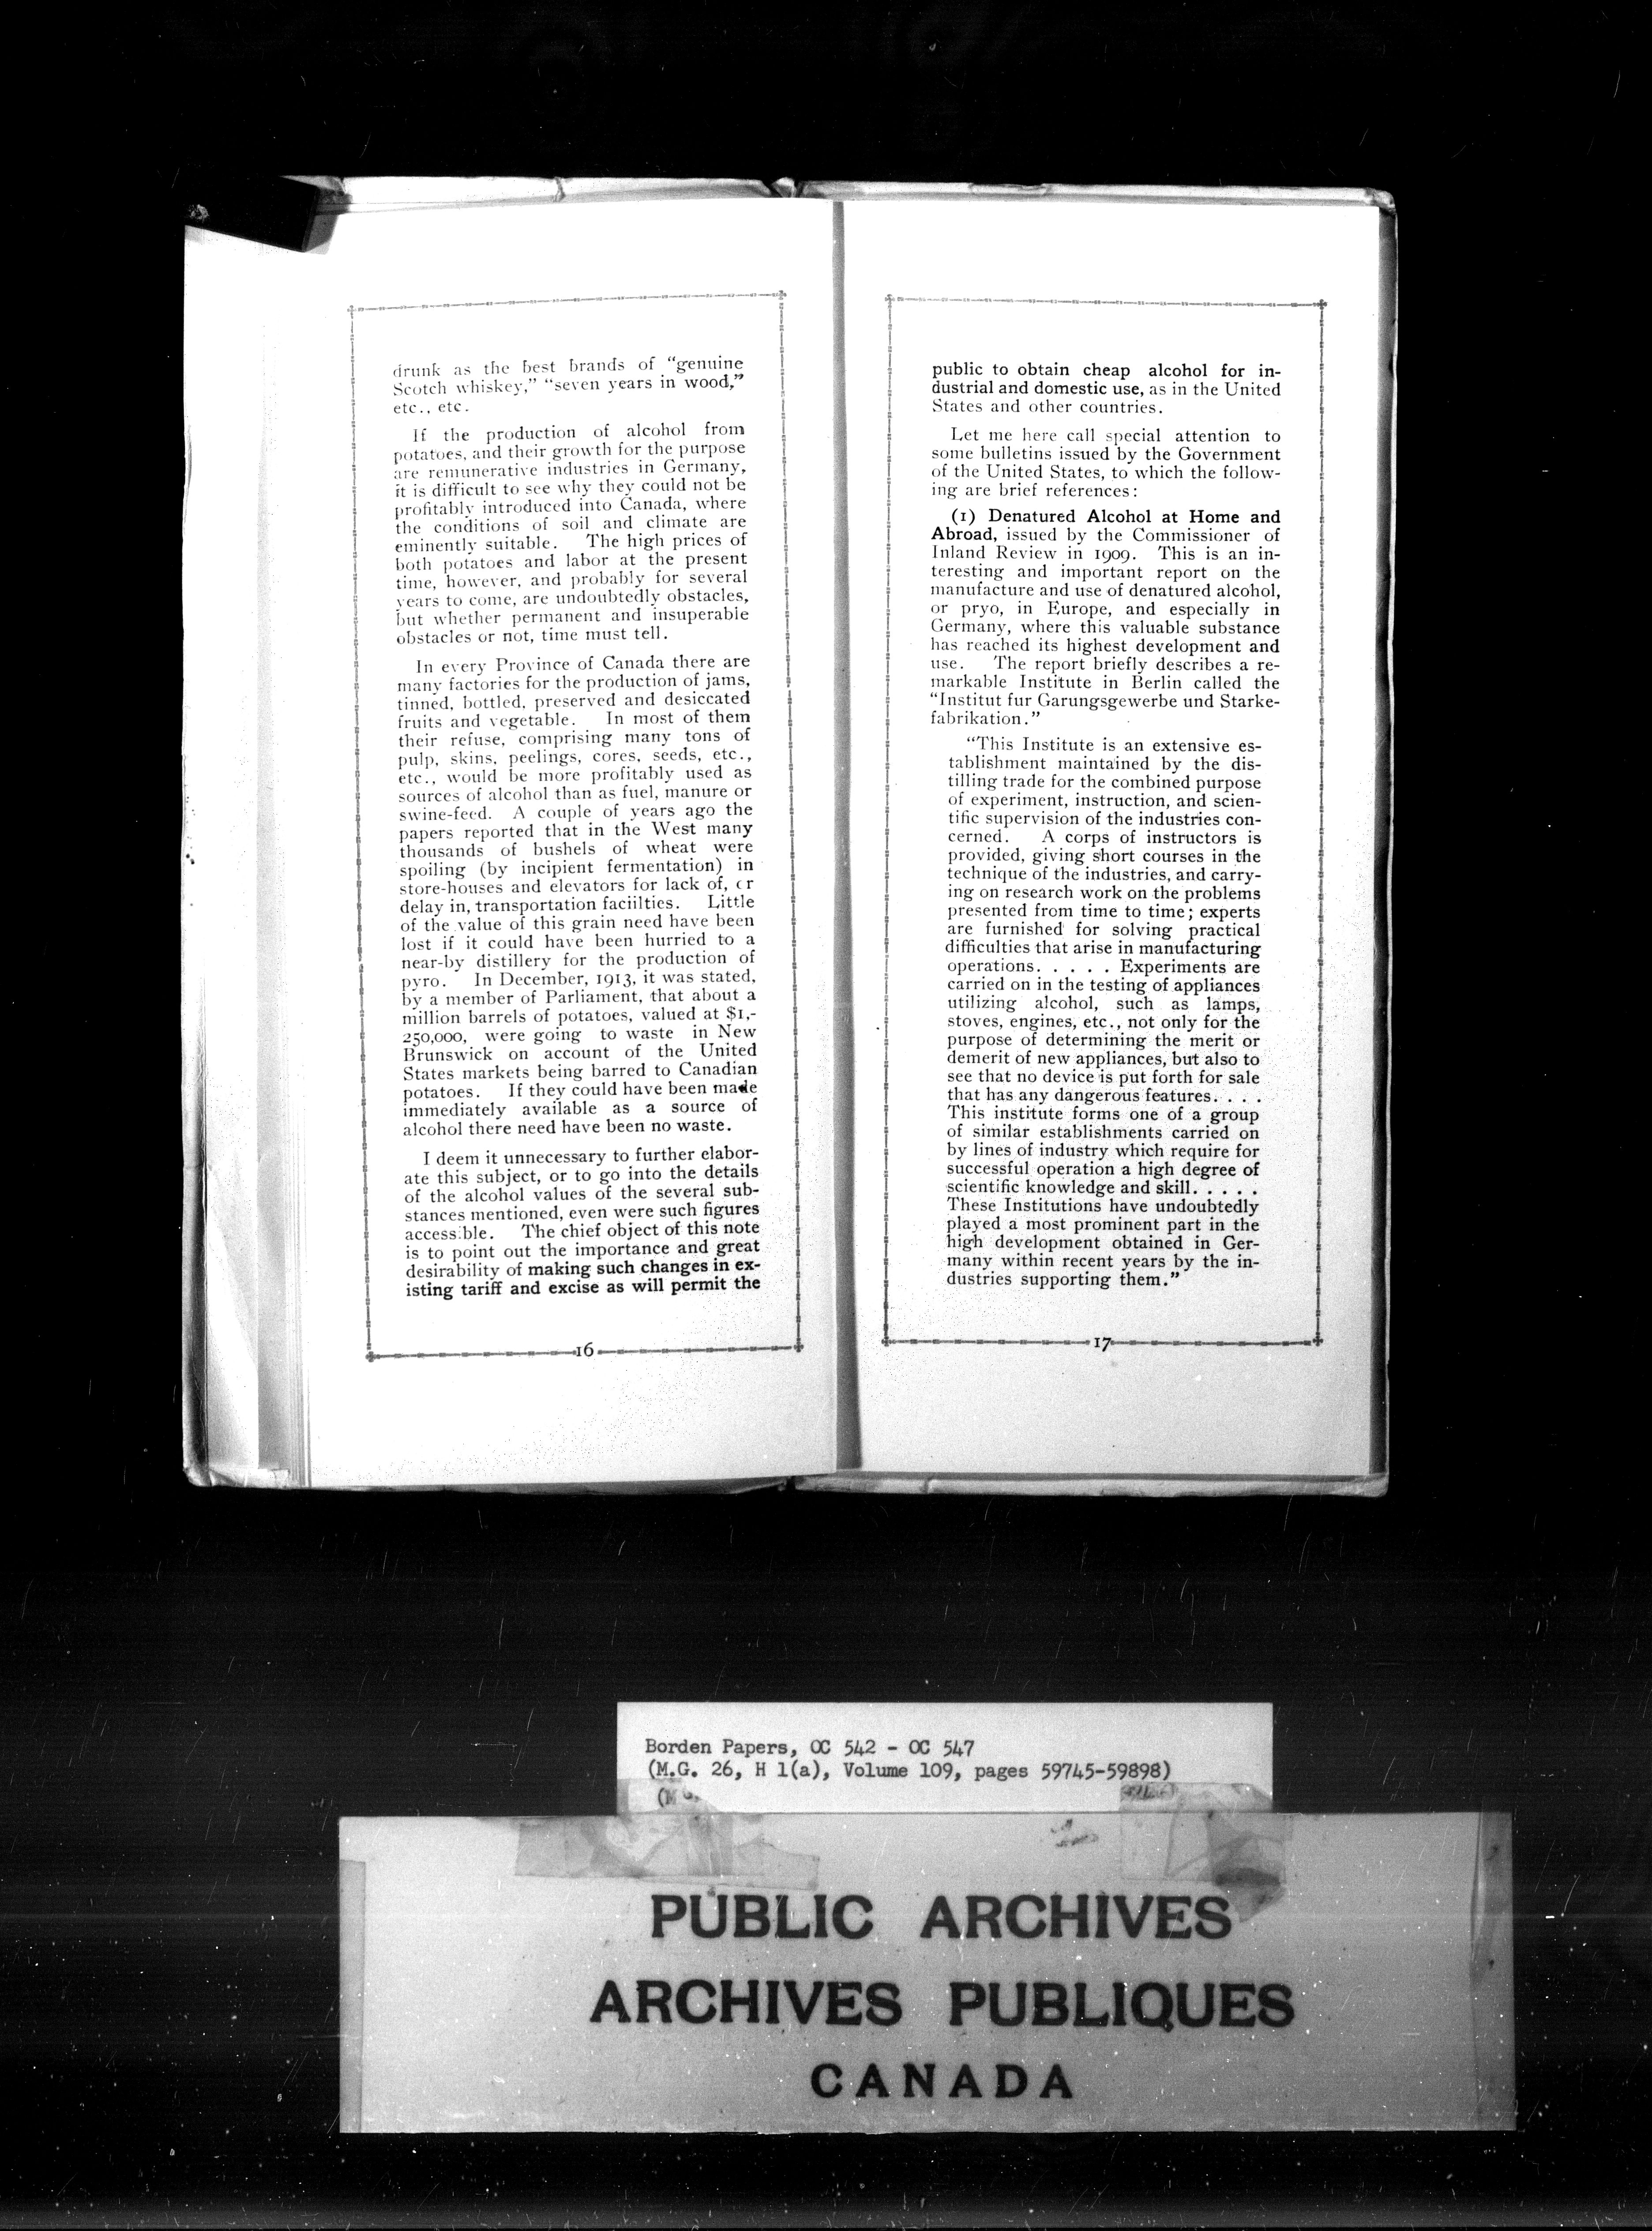 drunk as the best brands of “genuine
Scotch whiskey,” “seven years in wood,”
etc., etc.
If the production of alcohol from
potatoes, and their growth for the purpose
are remunerative industries in Germany,
it is difficult to see why they could not be
profitably introduced into Canada, where
the conditions of soil and climate are
eminently suitable. The high prices of
both potatoes and labor at the present
time, however, and probably for several
years to come, are undoubtedly obstacles,
but whether permanent and insuperable
obstacles or not, time must tell.
In every Province of Canada there are
many factories for the production of jams,
tinned, bottled, preserved and desiccated
fruits and vegetable. In most of them
their refuse, comprising many tons of
pulp, skins, peelings, cores, seeds, etc.,
etc., would be more profitably used as
sources of alcohol than as fuel, manure or
swine-feed. A couple of years ago the
papers reported that in the West many
thousands of bushels of wheat were
spoiling (by incipient fermentation) in
store-houses and elevators for lack of, or
delay in, transportation faciilties. Little
of the value of this grain need have been
lost if it could have been hurried to a
near-by distillery for the production of
pyro. In December, 1913, it was stated,
by a member of Parliament, that about a
million barrels of potatoes, valued at $1,-
250,000, were going to waste in New
Brunswick on account of the United
States markets being barred to Canadian
potatoes. If they could have been made
immediately available as a source of
alcohol there need have been no waste.
I deem it unnecessary to further elabor-
ate this subject, or to go into the details
of the alcohol values of the several sub-
stances mentioned, even were such figures
accessible. The chief object of this note
is to point out the importance and great
desirability of making such changes in ex-
isting tariff and excise as will permit the
16
public to obtain cheap alcohol for in-
dustrial and domestic use, as in the United
States and other countries.
Let me here call special attention to
some bulletins issued by the Government
of the United States, to which the follow-
ing are brief references:
(1) Denatured Alcohol at Home and
Abroad, issued by the Commissioner of
Inland Review in 1909. This is an in-
teresting and important report on the
manufacture and use of denatured alcohol,
or pryo, in Europe, and especially in
Germany, where this valuable substance
has reached its highest development and
use. The report briefly describes a re-
markable Institute in Berlin called the
“Institut fur Garungsgewerbe und Starke-
fabrikation.”
“This Institute is an extensive es-
tablishment maintained by the dis-
tilling trade for the combined purpose
of experiment, instruction, and scien-
tific supervision of the industries con-
cerned. A corps of instructors is
provided, giving short courses in the
technique of the industries, and carry-
ing on research work on the problems
presented from time to time; experts
are furnished for solving practical
difficulties that arise in manufacturing
operations. . . . . Experiments are
carried on in the testing of appliances
utilizing alcohol, such as lamps,
stoves, engines, etc., not only for the
purpose of determining the merit or
demerit of new appliances, but also to
see that no device is put forth for sale
that has any dangerous features. . . .
This institute forms one of a group
of similar establishments carried on
by lines of industry which require for
successful operation a high degree of
scientific knowledge and skill. . . . .
These Institutions have undoubtedly
played a most prominent part in the
high development obtained in Ger-
many within recent years by the in-
dustries supporting them.”
17
Borden Papers, OC 542 - OC 547
(M.G. 26, H 1(a), Volume 109, pages 59745-59898)
PUBLIC ARCHIVES
ARCHIVES PUBLIQUES
CANADA